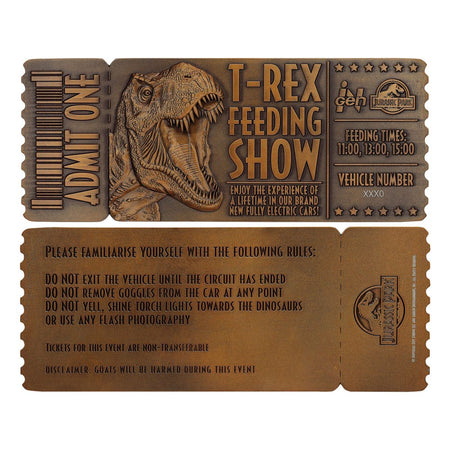 ADMIT ONE
T-REX
FEEDING
SHOW
ENJOY THE EXPERIENCE OF
A LIFETIME IN OUR BRAND
NEW FULLY ELECTRIC CARS!
JURASSIC PARK
FEEDING TIMES:
11:00, 13:00, 15:00
VEHICLE NUMBER
XXX0
PLEASE FAMILIARISE YOURSELF WITH THE FOLLOWING RULES:
DO NOT EXIT THE VEHICLE UNTIL THE CIRCUIT HAS ENDED
DO NOT REMOVE GOGGLES FROM THE CAR AT ANY POINT
DO NOT YELL, SHINE TORCH LIGHTS TOWARDS THE DINOSAURS
OR USE ANY FLASH PHOTOGRAPHY
TICKETS FOR THIS EVENT ARE NON-TRANSFERABLE
DISCLAIMER: GOATS WILL BE HARMED DURING THIS EVENT
JURASSIC PARK